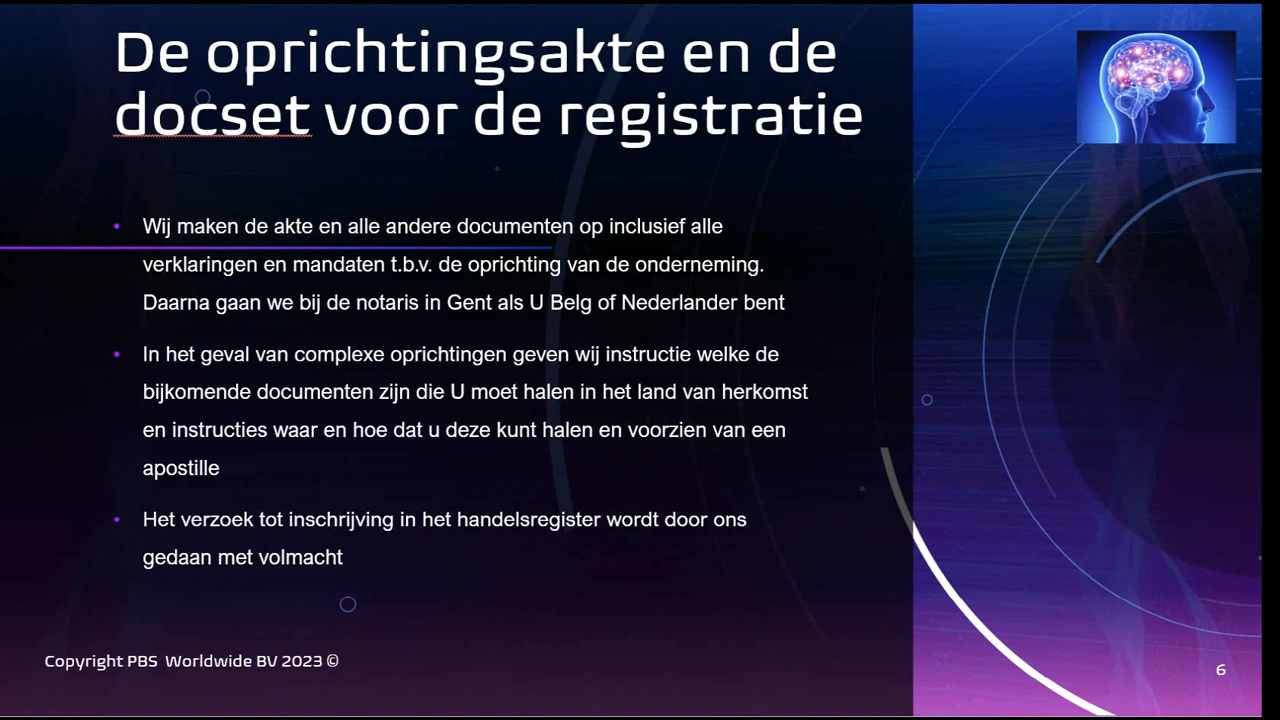 De oprichtingsakte en de
docset voor de registratie
• Wij maken de akte en alle andere documenten op inclusief alle
verklaringen en mandaten t.b.v. de oprichting van de onderneming.
Daarna gaan we bij de notaris in Gent als U Belg of Nederlander bent
• In het geval van complexe oprichtingen geven wij instructie welke de
bijkomende documenten zijn die U moet halen in het land van herkomst
en instructies waar en hoe dat u deze kunt halen en voorzien van een
apostille
• Het verzoek tot inschrijving in het handelsregister wordt door ons
gedaan met volmacht
Copyright PBS Worldwide BV 2023 ©
6